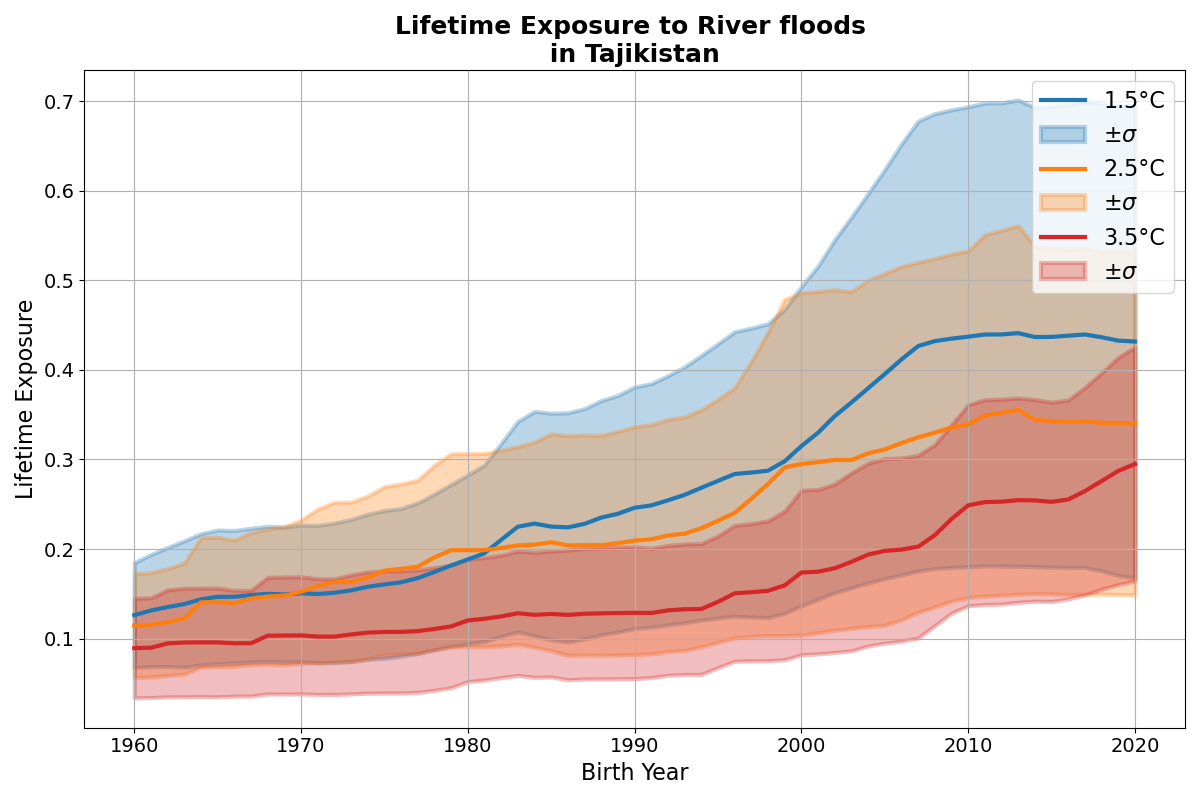 Lifetime Exposure to River floods
in Tajikistan
Lifetime Exposure
0.7
0.6
0.5
0.4
0.3
0.2
0.1
1960
1970
1980
1990
2000
2010
2020
Birth Year
1.5°C
±σ
2.5°C
±σ
3.5°C
±σ